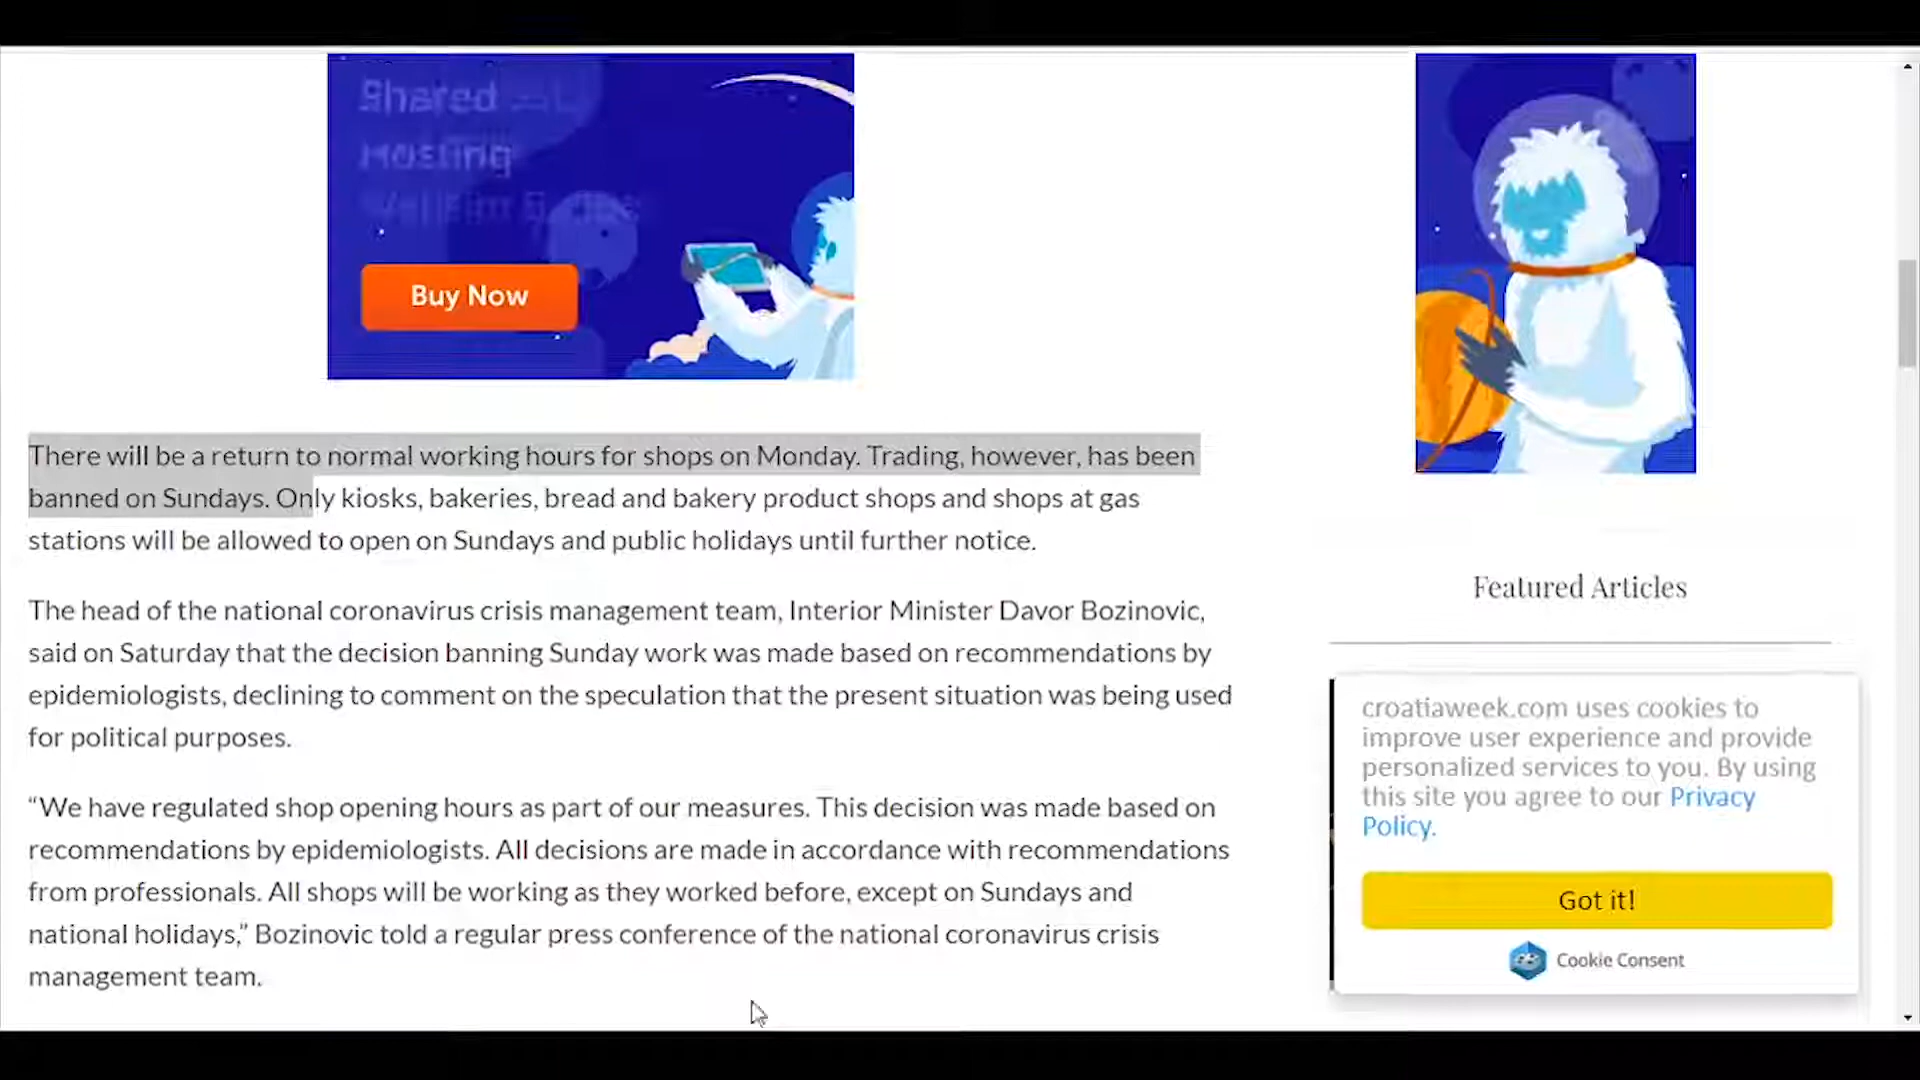 Shared
Hosting
Buy Now
There will be a return to normal working hours for shops on Monday. Trading, however, has been
banned on Sundays. Only kiosks, bakeries, bread and bakery product shops and shops at gas
stations will be allowed to open on Sundays and public holidays until further notice.
The head of the national coronavirus crisis management team, Interior Minister Davor Bozinovic,
said on Saturday that the decision banning Sunday work was made based on recommendations by
epidemiologists, declining to comment on the speculation that the present situation was being used
for political purposes.
“We have regulated shop opening hours as part of our measures. This decision was made based on
recommendations by epidemiologists. All decisions are made in accordance with recommendations
from professionals. All shops will be working as they worked before, except on Sundays and
national holidays,” Bozinovic told a regular press conference of the national coronavirus crisis
management team.
Featured Articles
croatiaweek.com uses cookies to
improve user experience and provide
personalized services to you. By using
this site you agree to our Privacy
Policy.
Got it!
Cookie Consent